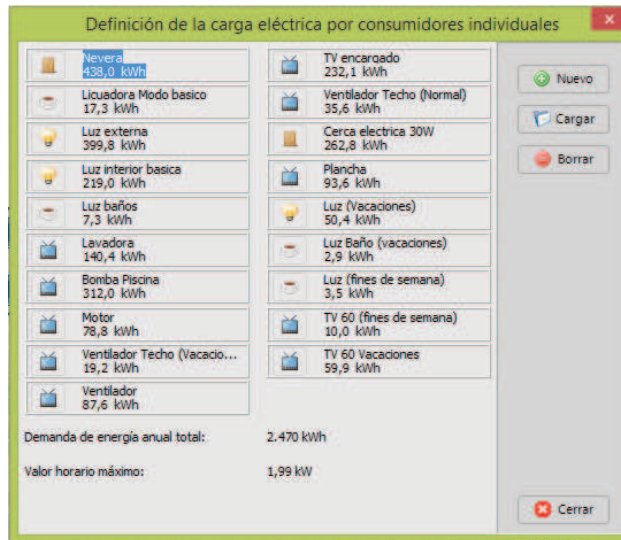 Definición de la carga eléctrica por consumidores individuales
Nevera
438,0 kWh
Licuadora Modo basico
17,3 kWh
Luz externa
399,8 kWh
Luz interior basica
219,0 kWh
Luz baños
7,3 kWh
Lavadora
140,4 kWh
Bomba Piscina
312,0 kWh
Motor
78,8 kWh
Ventilador Techo (Vacacio...
19,2 kWh
Ventilador
87,6 kWh
TV encargado
232,1 kWh
Ventilador Techo (Normal)
35,6 kWh
Cerca electrica 30W
262,8 kWh
Plancha
93,6 kWh
Luz (Vacaciones)
50,4 kWh
Luz Baño (vacaciones)
2,9 kWh
Luz (fines de semana)
3,5 kWh
TV 60 (fines de semana)
10,0 kWh
TV 60 Vacaciones
59,9 kWh
Nuevo
Cargar
Borrar
Demanda de energía anual total: 2.470 kWh
Valor horario máximo: 1,99 kW
Cerrar